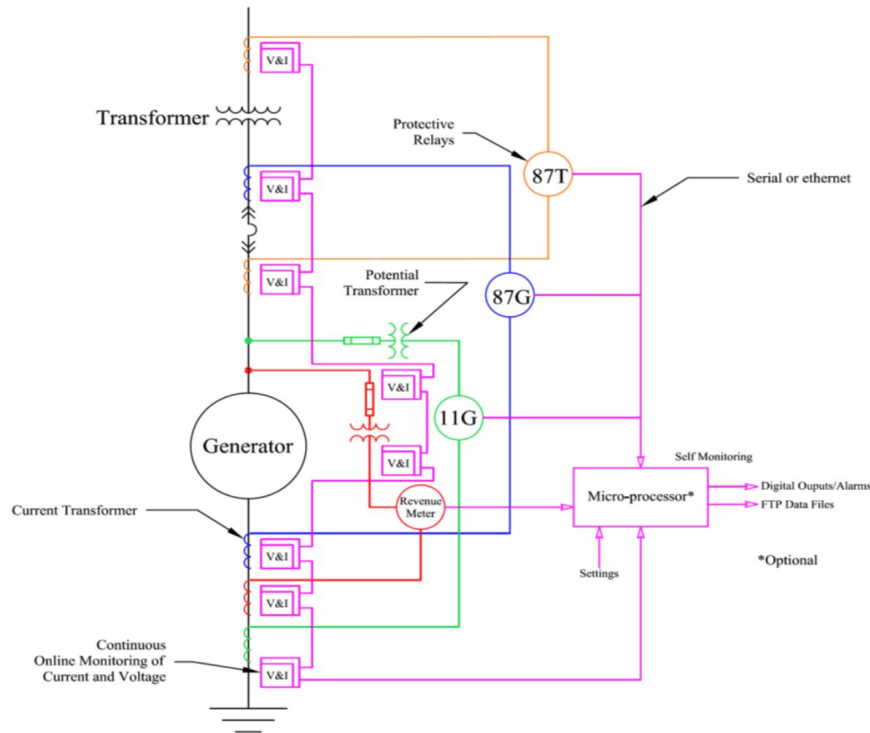 V&I
Transformer
Protective
Relays
87T
V&I
Serial or ethernet
V&I
Potential
Transformer
87G
V&I
11G
Generator
V&I
Self Monitoring
Micro-processor*
Digital Ouputs/Alarms
FTP Data Files
Revenue
Meter
Current Transformer
V&I
*Optional
Settings
V&I
Continuous
Online Monitoring of
Current and Voltage
V&I